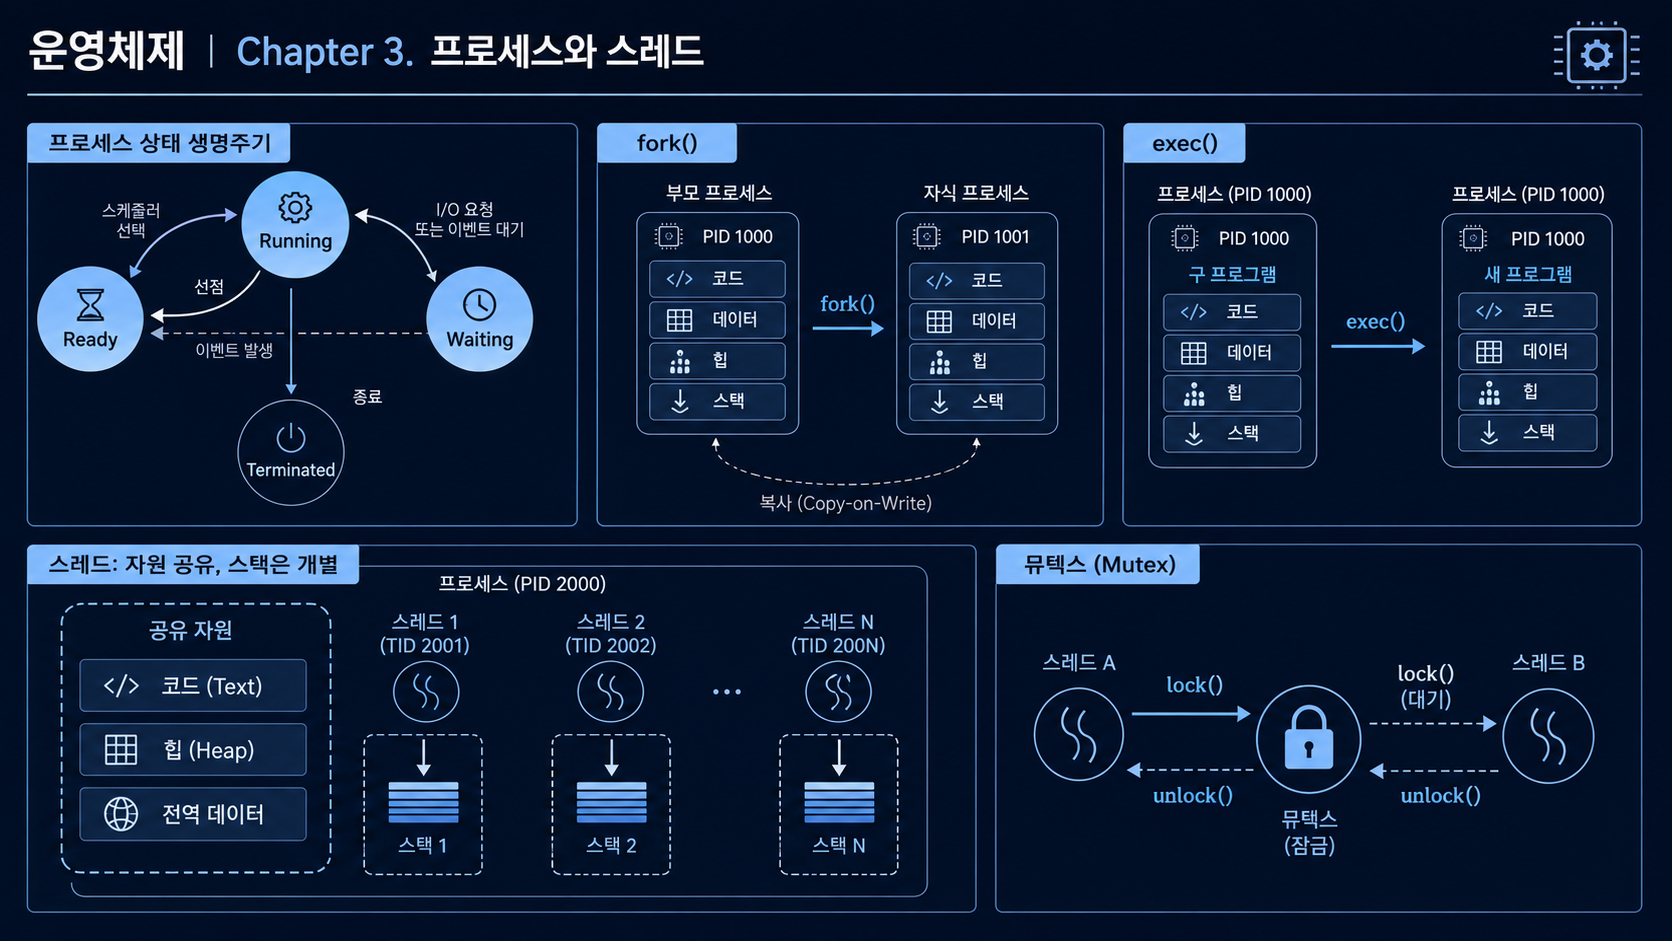 운영체제 | Chapter 3. 프로세스와 스레드
프로세스 상태 생명주기
스케줄러
선택
Running
I/O 요청
또는 이벤트 대기
선점
Ready
Waiting
이벤트 발생
종료
Terminated
fork()
부모 프로세스
PID 1000
코드
데이터
힙
스택
fork()
자식 프로세스
PID 1001
코드
데이터
힙
스택
복사 (Copy-on-Write)
exec()
프로세스 (PID 1000)
PID 1000
구 프로그램
코드
데이터
힙
스택
exec()
프로세스 (PID 1000)
PID 1000
새 프로그램
코드
데이터
힙
스택
스레드: 자원 공유, 스택은 개별
프로세스 (PID 2000)
공유 자원
</> 코드 (Text)
힙 (Heap)
전역 데이터
스레드 1
(TID 2001)
스택 1
스레드 2
(TID 2002)
스택 2
...
스레드 N
(TID 200N)
스택 N
뮤텍스 (Mutex)
스레드 A
lock()
unlock()
뮤텍스
(잠금)
lock()
(대기)
unlock()
스레드 B